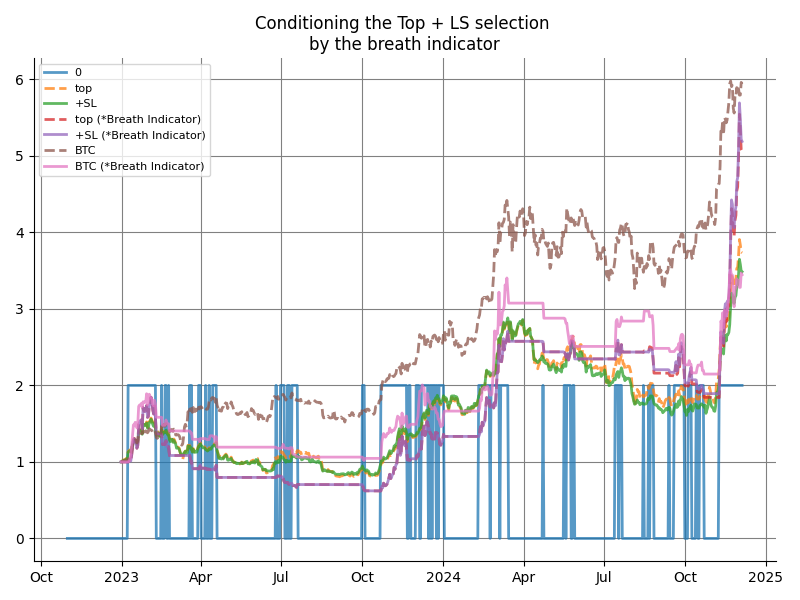 Conditioning the Top + LS selection
by the breath indicator
0
top
+SL
top (*Breath Indicator)
+SL (*Breath Indicator)
BTC
BTC (*Breath Indicator)
6
5
4
3
2
1
0
Oct
2023
Apr
Jul
Oct
2024
Apr
Jul
Oct
2025